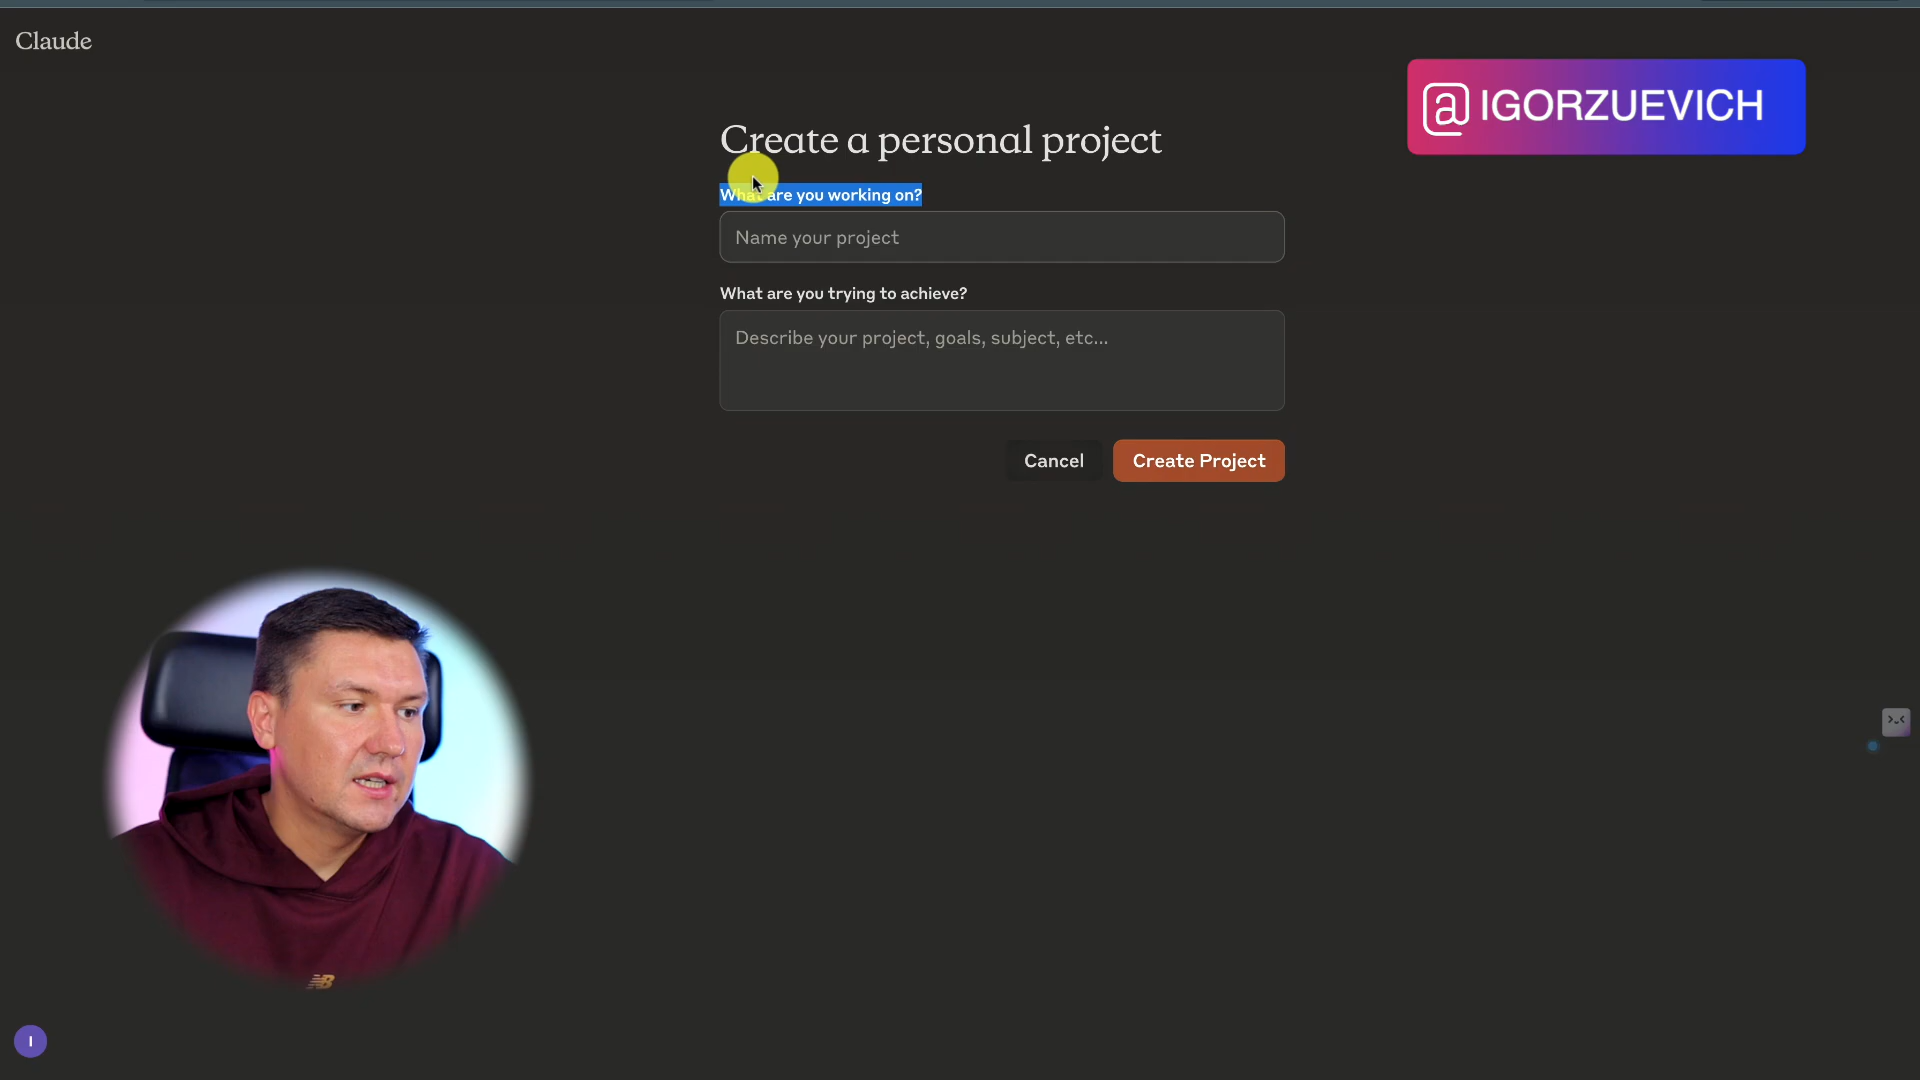 Claude
@IGORZUEVICH
Create a personal project
What are you working on?
Name your project
What are you trying to achieve?
Describe your project, goals, subject, etc...
Cancel
Create Project
NB
I